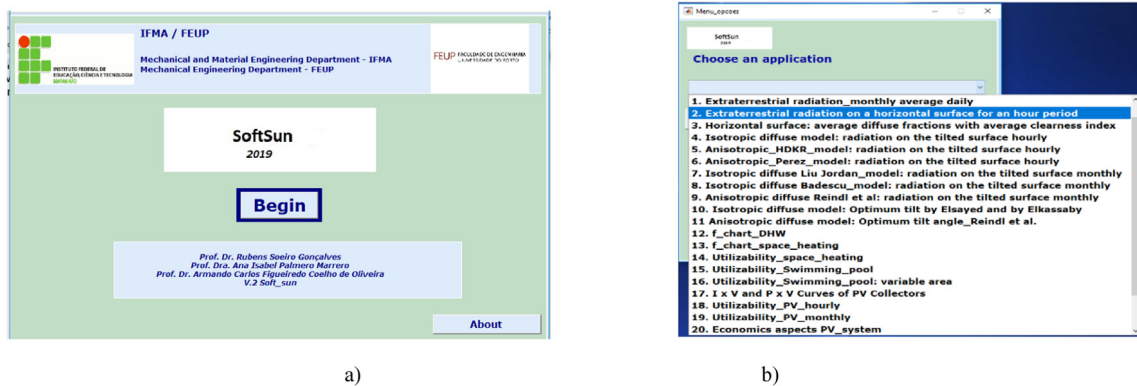 IFMA / FEUP
INSTITUTO FEDERAL DE
EDUCAÇÃO, CIÊNCIA E TECNOLOGIA
MARANHÃO
Mechanical and Material Engineering Department - IFMA
Mechanical Engineering Department - FEUP
FEUP FACULDADE DE ENGENHARIA
UNIVERSIDADE DO PORTO
SoftSun
2019
Begin
Prof. Dr. Rubens Soeiro Gonçalves
Prof. Dra. Ana Isabel Palmero Marrero
Prof. Dr. Armando Carlos Figueiredo Coelho de Oliveira
V.2 Soft_sun
About
a)
Menu_opcoes
SoftSun
2019
Choose an application
1. Extraterrestrial radiation_monthly average daily
2. Extraterrestrial radiation on a horizontal surface for an hour period
3. Horizontal surface: average diffuse fractions with average clearness index
4. Isotropic diffuse model: radiation on the tilted surface hourly
5. Anisotropic_HDKR_model: radiation on the tilted surface hourly
6. Anisotropic_Perez_model: radiation on the tilted surface hourly
7. Isotropic diffuse Liu Jordan_model: radiation on the tilted surface monthly
8. Isotropic diffuse Badescu_model: radiation on the tilted surface monthly
9. Anisotropic diffuse Reindl et al: radiation on the tilted surface monthly
10. Isotropic diffuse model: Optimum tilt by Elsayed and by Elkassaby
11 Anisotropic diffuse model: Optimum tilt angle_Reindl et al.
12. f_chart_DHW
13. f_chart_space_heating
14. Utilizability_space_heating
15. Utilizability_Swimming_pool
16. Utilizability_Swimming_pool: variable area
17. I x V and P x V Curves of PV Collectors
18. Utilizability_PV_hourly
19. Utilizability_PV_monthly
20. Economics aspects PV_system
b)